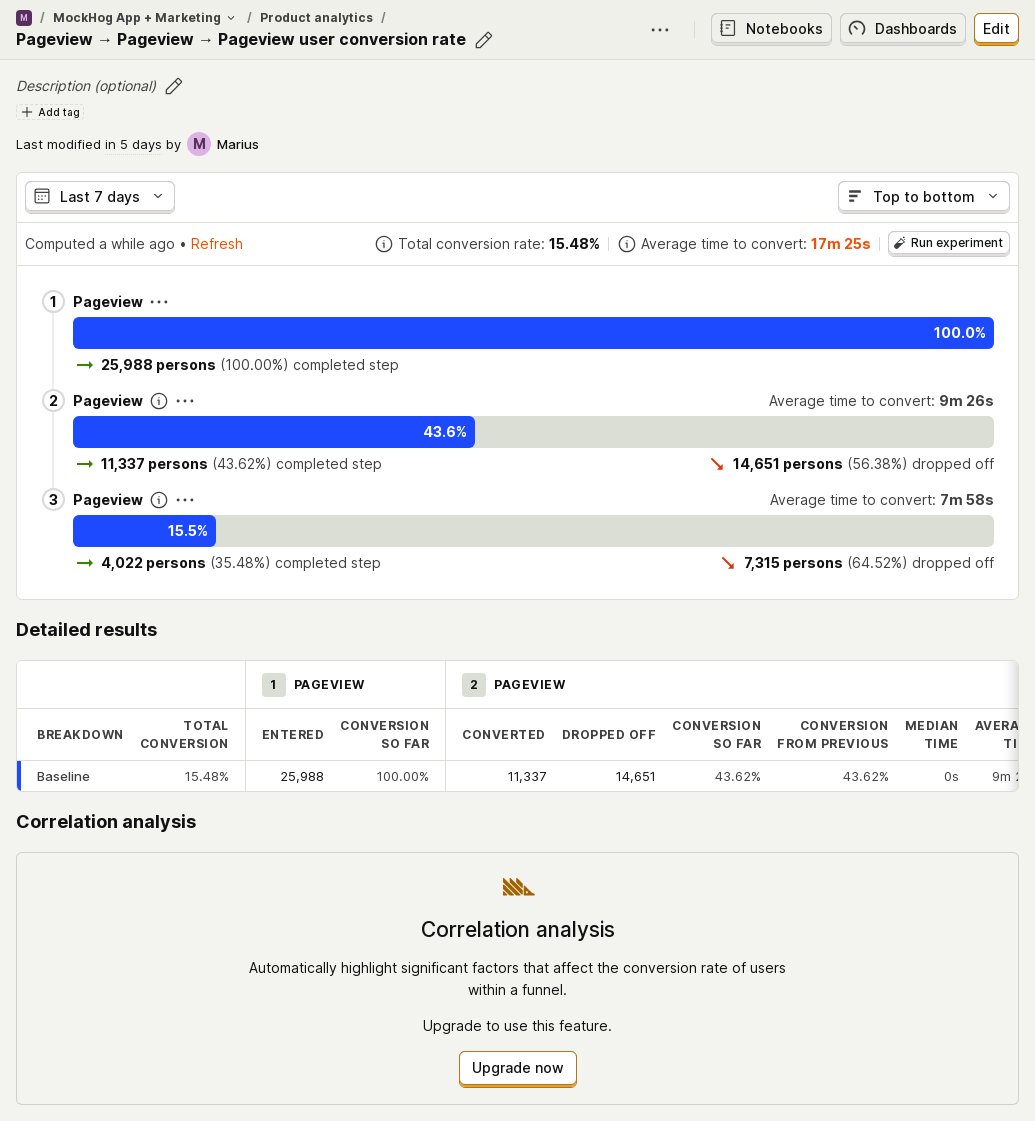 M / MockHog App + Marketing / Product analytics /
Pageview → Pageview → Pageview user conversion rate
Notebooks
Dashboards
Edit
Description (optional)
Add tag
Last modified in 5 days by M Marius
Last 7 days
Top to bottom
Computed a while ago • Refresh
Total conversion rate: 15.48%
Average time to convert: 17m 25s
Run experiment
1 Pageview
100.0%
25,988 persons (100.00%) completed step
2 Pageview
Average time to convert: 9m 26s
43.6%
11,337 persons (43.62%) completed step
14,651 persons (56.38%) dropped off
3 Pageview
Average time to convert: 7m 58s
15.5%
4,022 persons (35.48%) completed step
7,315 persons (64.52%) dropped off
Detailed results
1 PAGEVIEW
2 PAGEVIEW
BREAKDOWN
TOTAL
CONVERSION
ENTERED
CONVERSION
SO FAR
CONVERTED
DROPPED OFF
CONVERSION
SO FAR
CONVERSION
FROM PREVIOUS
MEDIAN
TIME
Baseline 15.48% 25,988 100.00% 11,337 14,651 43.62% 43.62% 0s 9m
Correlation analysis
Correlation analysis
Automatically highlight significant factors that affect the conversion rate of users
within a funnel.
Upgrade to use this feature.
Upgrade now